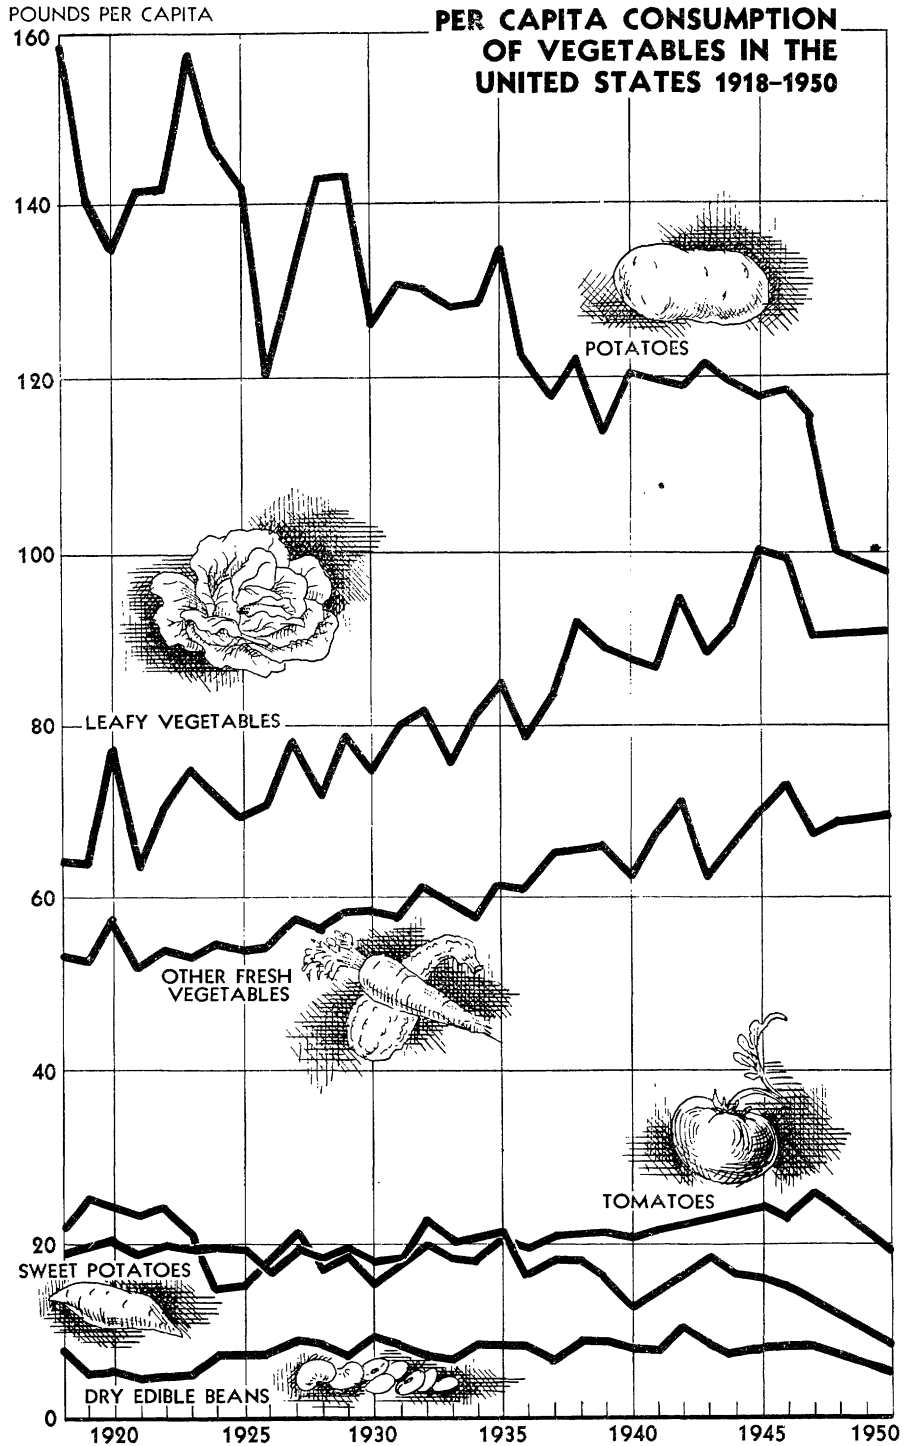 POUNDS PER CAPITA
PER CAPITA CONSUMPTION
OF VEGETABLES IN THE
UNITED STATES 1918–1950
160
140
POTATOES
120
100
LEAFY VEGETABLES
80
60
OTHER FRESH
VEGETABLES
40
TOMATOES
20
SWEET POTATOES
DRY EDIBLE BEANS
0
1920 1925 1930 1935 1940 1945 1950